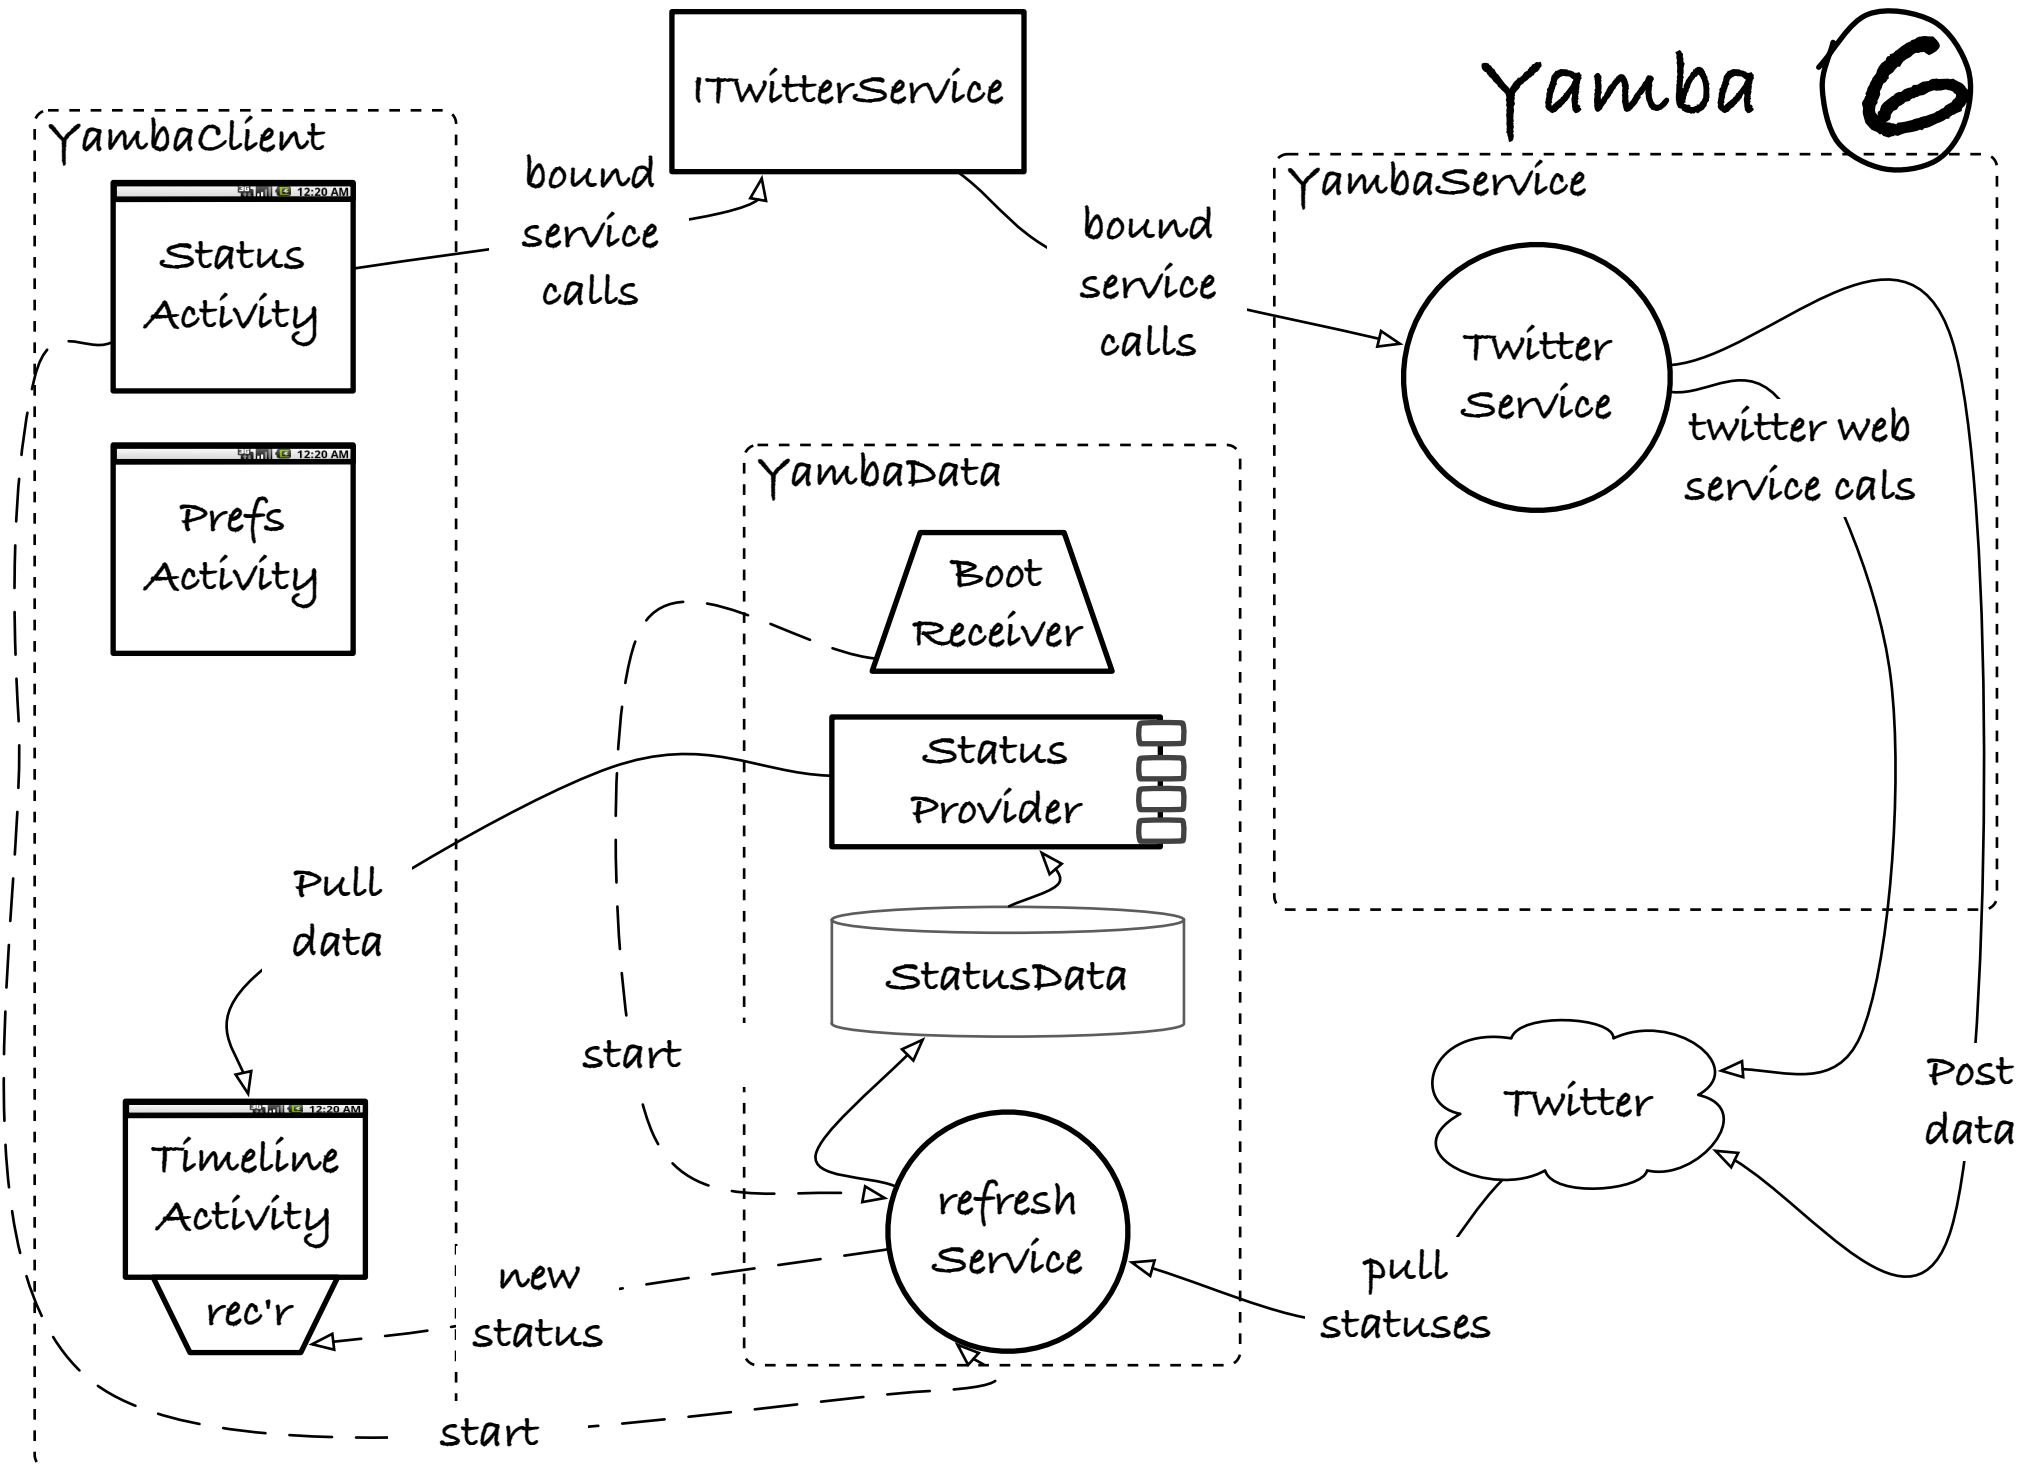 Yamba 6
ITwitterService
YambaClient
12:20 AM
Status
Activity
bound
service
calls
bound
service
calls
YambaService
Twitter
Service
twitter web
service cals
12:20 AM
Prefs
Activity
YambaData
Boot
Receiver
Status
Provider
Pull
data
StatusData
start
12:20 AM
Timeline
Activity
rec'r
refresh
Service
new
status
start
Twitter
pull
statuses
Post
data